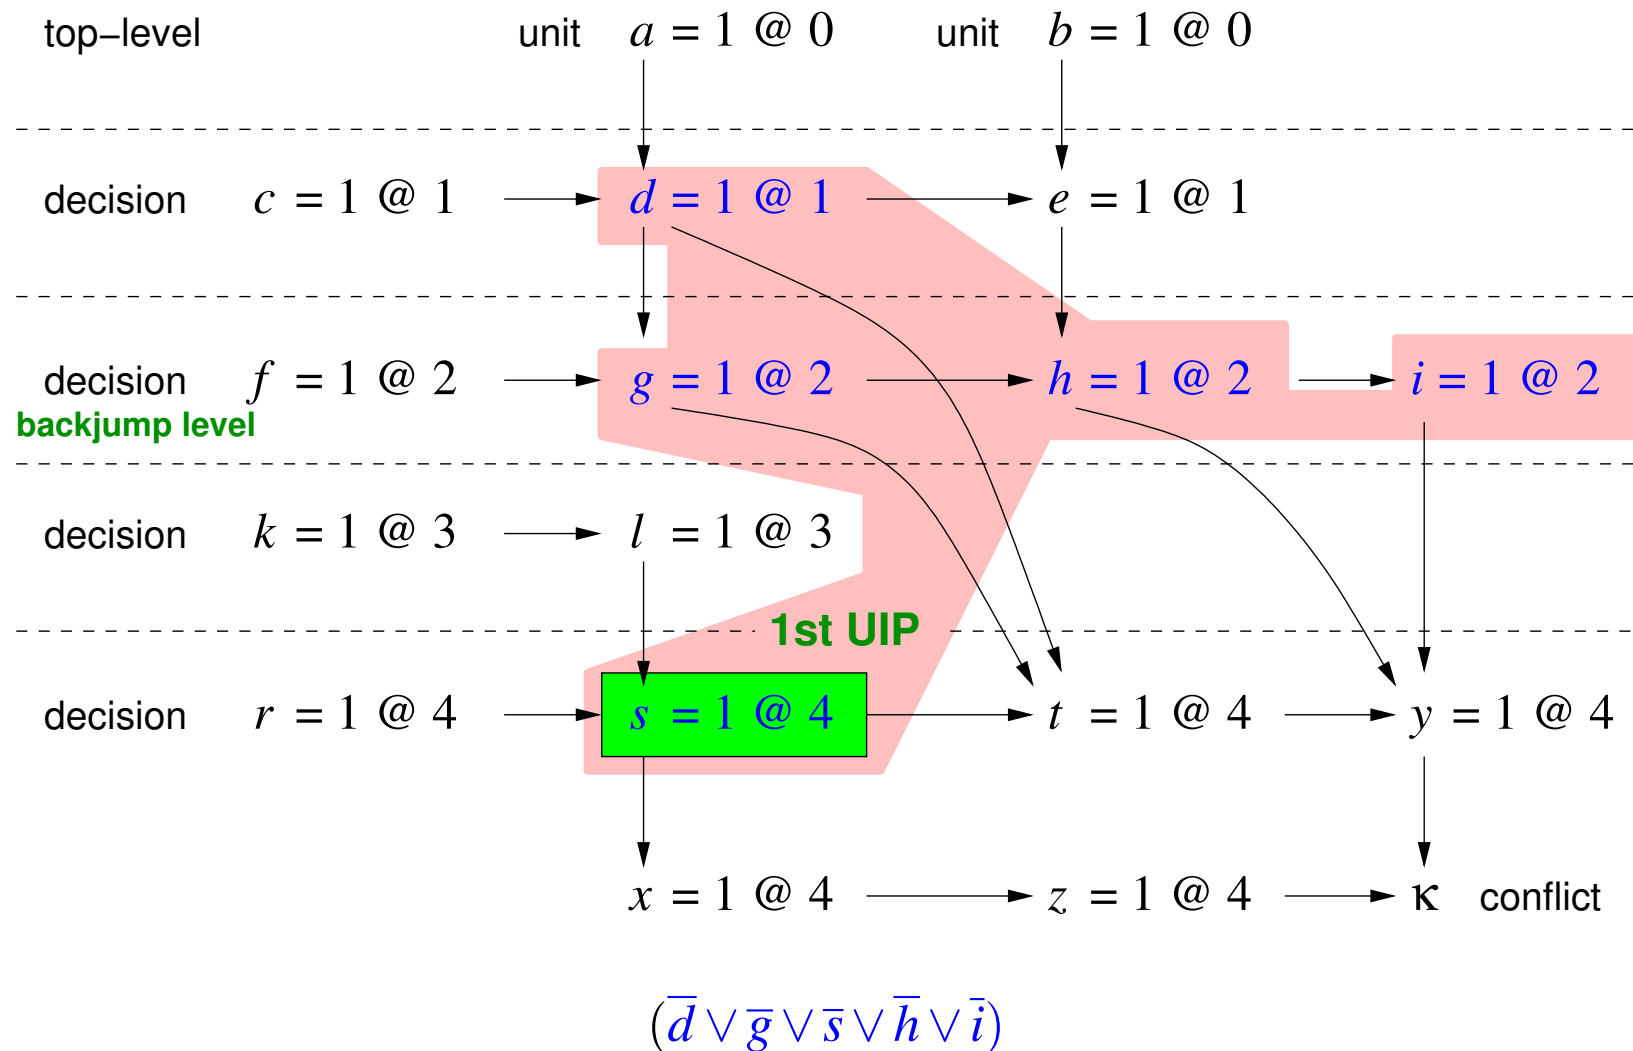 top–level unit a = 1 @ 0 unit b = 1 @ 0
decision c = 1 @ 1 d = 1 @ 1 e = 1 @ 1
decision f = 1 @ 2 g = 1 @ 2 h = 1 @ 2 i = 1 @ 2
backjump level
decision k = 1 @ 3 l = 1 @ 3
1st UIP
decision r = 1 @ 4 s = 1 @ 4 t = 1 @ 4 y = 1 @ 4
x = 1 @ 4 z = 1 @ 4 κ conflict
(d̅ ∨ g̅ ∨ s̅ ∨ h̅ ∨ i̅)